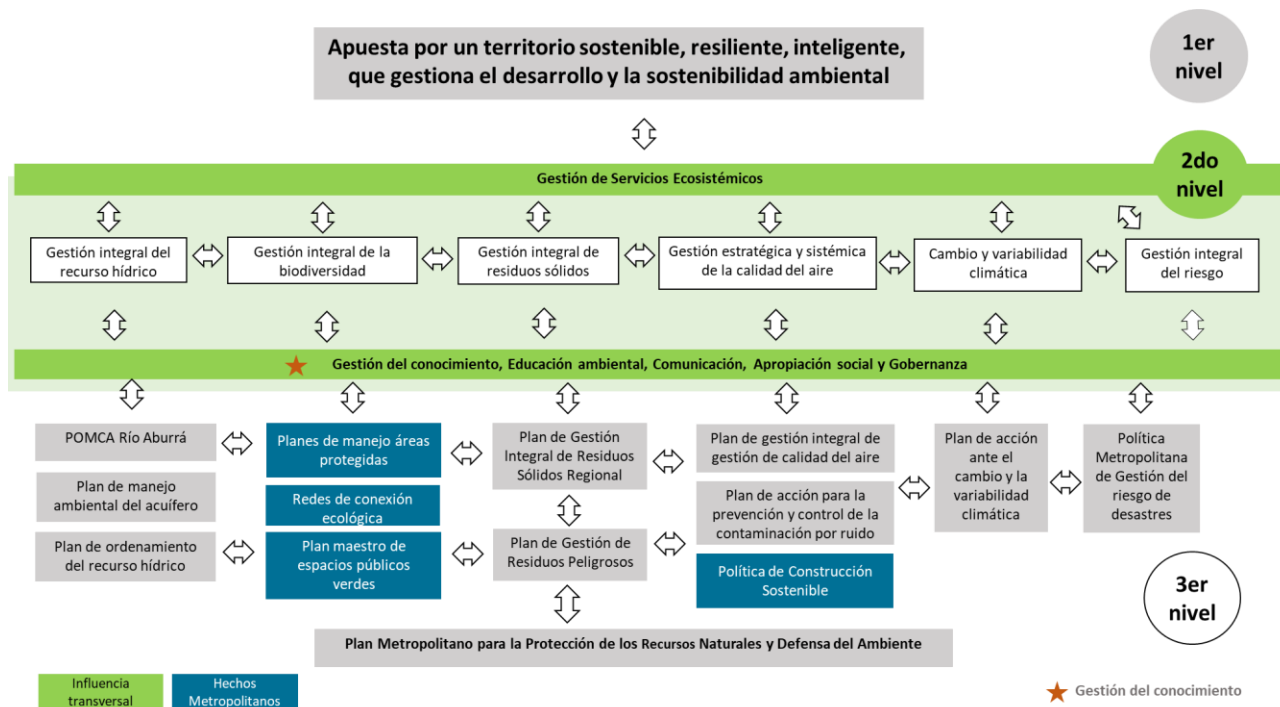 Apuesta por un territorio sostenible, resiliente, inteligente,
que gestiona el desarrollo y la sostenibilidad ambiental
1er
nivel
Gestión de Servicios Ecosistémicos
2do
nivel
Gestión integral del
recurso hídrico
Gestión integral de la
biodiversidad
Gestión integral de
residuos sólidos
Gestión estratégica y sistémica
de la calidad del aire
Cambio y variabilidad
climática
Gestión integral
del riesgo
Gestión del conocimiento, Educación ambiental, Comunicación, Apropiación social y Gobernanza
POMCA Río Aburrá
Plan de manejo
ambiental del acuífero
Plan de ordenamiento
del recurso hídrico
Planes de manejo áreas
protegidas
Redes de conexión
ecológica
Plan maestro de
espacios públicos
verdes
Plan de Gestión
Integral de Residuos
Sólidos Regional
Plan de Gestión de
Residuos Peligrosos
Plan de gestión integral de
gestión de calidad del aire
Plan de acción para la
prevención y control de la
contaminación por ruido
Política de Construcción
Sostenible
Plan de acción
ante el
cambio y la
variabilidad
climática
Política
Metropolitana
de Gestión del
riesgo de
desastres
3er
nivel
Plan Metropolitano para la Protección de los Recursos Naturales y Defensa del Ambiente
Influencia
transversal
Hechos
Metropolitanos
Gestión del conocimiento